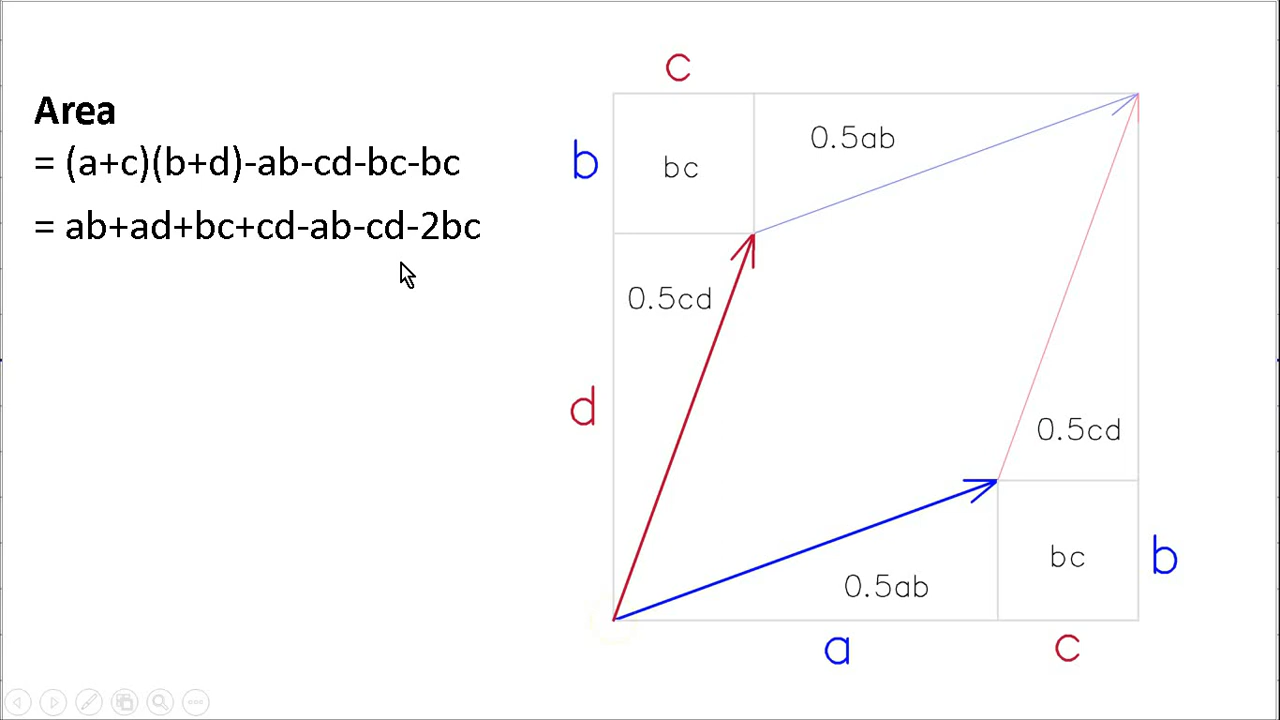 Area
= (a+c)(b+d)-ab-cd-bc-bc
= ab+ad+bc+cd-ab-cd-2bc
c
b
bc
0.5ab
0.5cd
d
0.5cd
0.5ab
bc
b
a
c